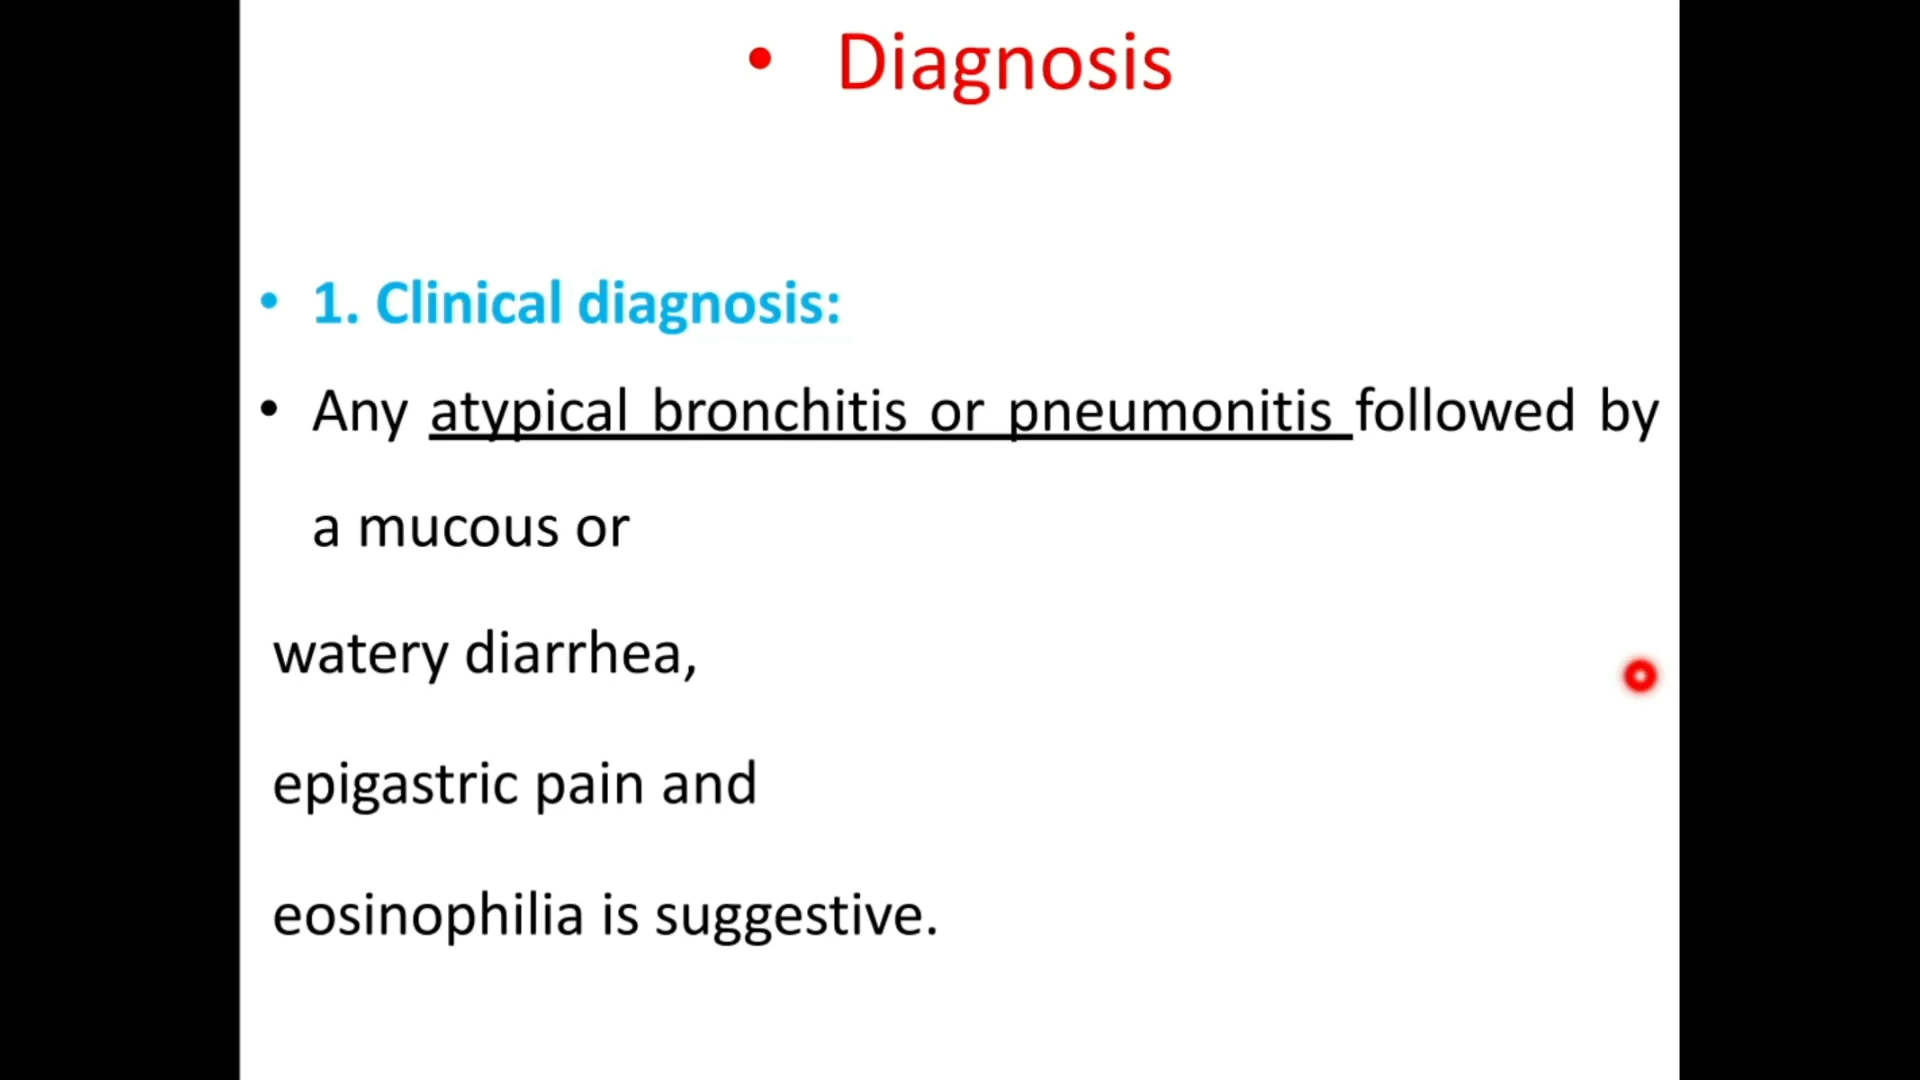 • Diagnosis
• 1. Clinical diagnosis:
• Any atypical bronchitis or pneumonitis followed by
a mucous or
watery diarrhea,
epigastric pain and
eosinophilia is suggestive.